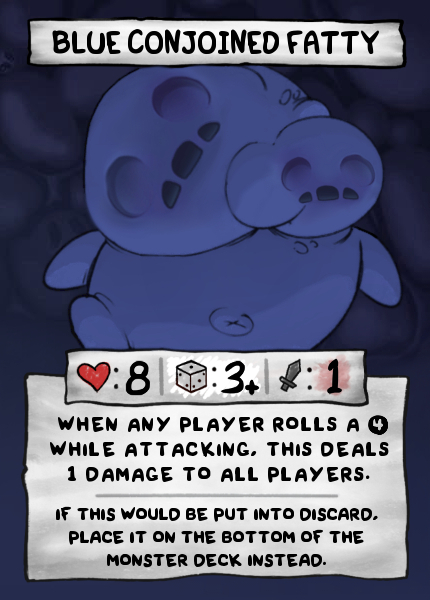 BLUE CONJOINED FATTY
:8 :3+ :1
WHEN ANY PLAYER ROLLS A 4
WHILE ATTACKING, THIS DEALS
1 DAMAGE TO ALL PLAYERS.
IF THIS WOULD BE PUT INTO DISCARD,
PLACE IT ON THE BOTTOM OF THE
MONSTER DECK INSTEAD.